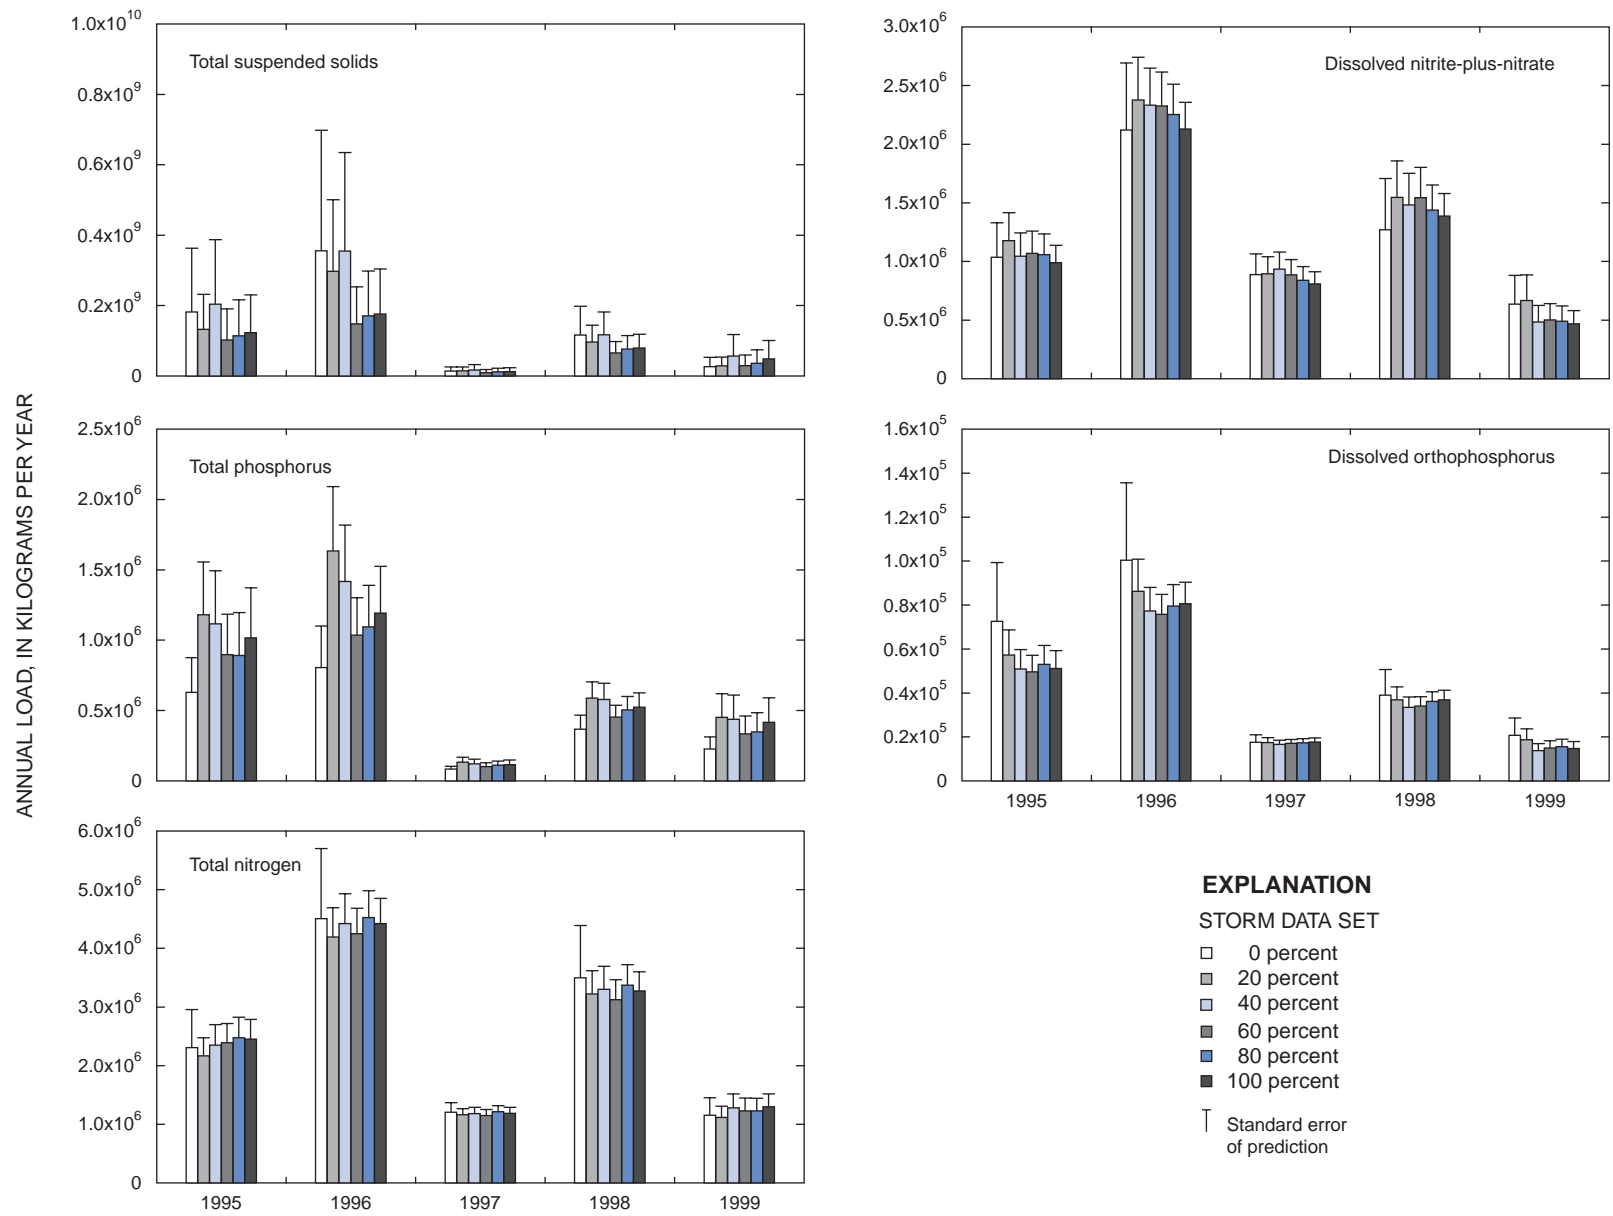 ANNUAL LOAD, IN KILOGRAMS PER YEAR
Total suspended solids
1.0x10^10
0.8x10^9
0.6x10^9
0.4x10^9
0.2x10^9
0
Dissolved nitrite-plus-nitrate
3.0x10^6
2.5x10^6
2.0x10^6
1.5x10^6
1.0x10^6
0.5x10^6
0
Total phosphorus
2.5x10^6
2.0x10^6
1.5x10^6
1.0x10^6
0.5x10^6
0
Dissolved orthophosphorus
1.6x10^5
1.4x10^5
1.2x10^5
1.0x10^5
0.8x10^5
0.6x10^5
0.4x10^5
0.2x10^5
0
1995 1996 1997 1998 1999
Total nitrogen
6.0x10^6
5.0x10^6
4.0x10^6
3.0x10^6
2.0x10^6
1.0x10^6
0
1995 1996 1997 1998 1999
EXPLANATION
STORM DATA SET
0 percent
20 percent
40 percent
60 percent
80 percent
100 percent
Standard error
of prediction